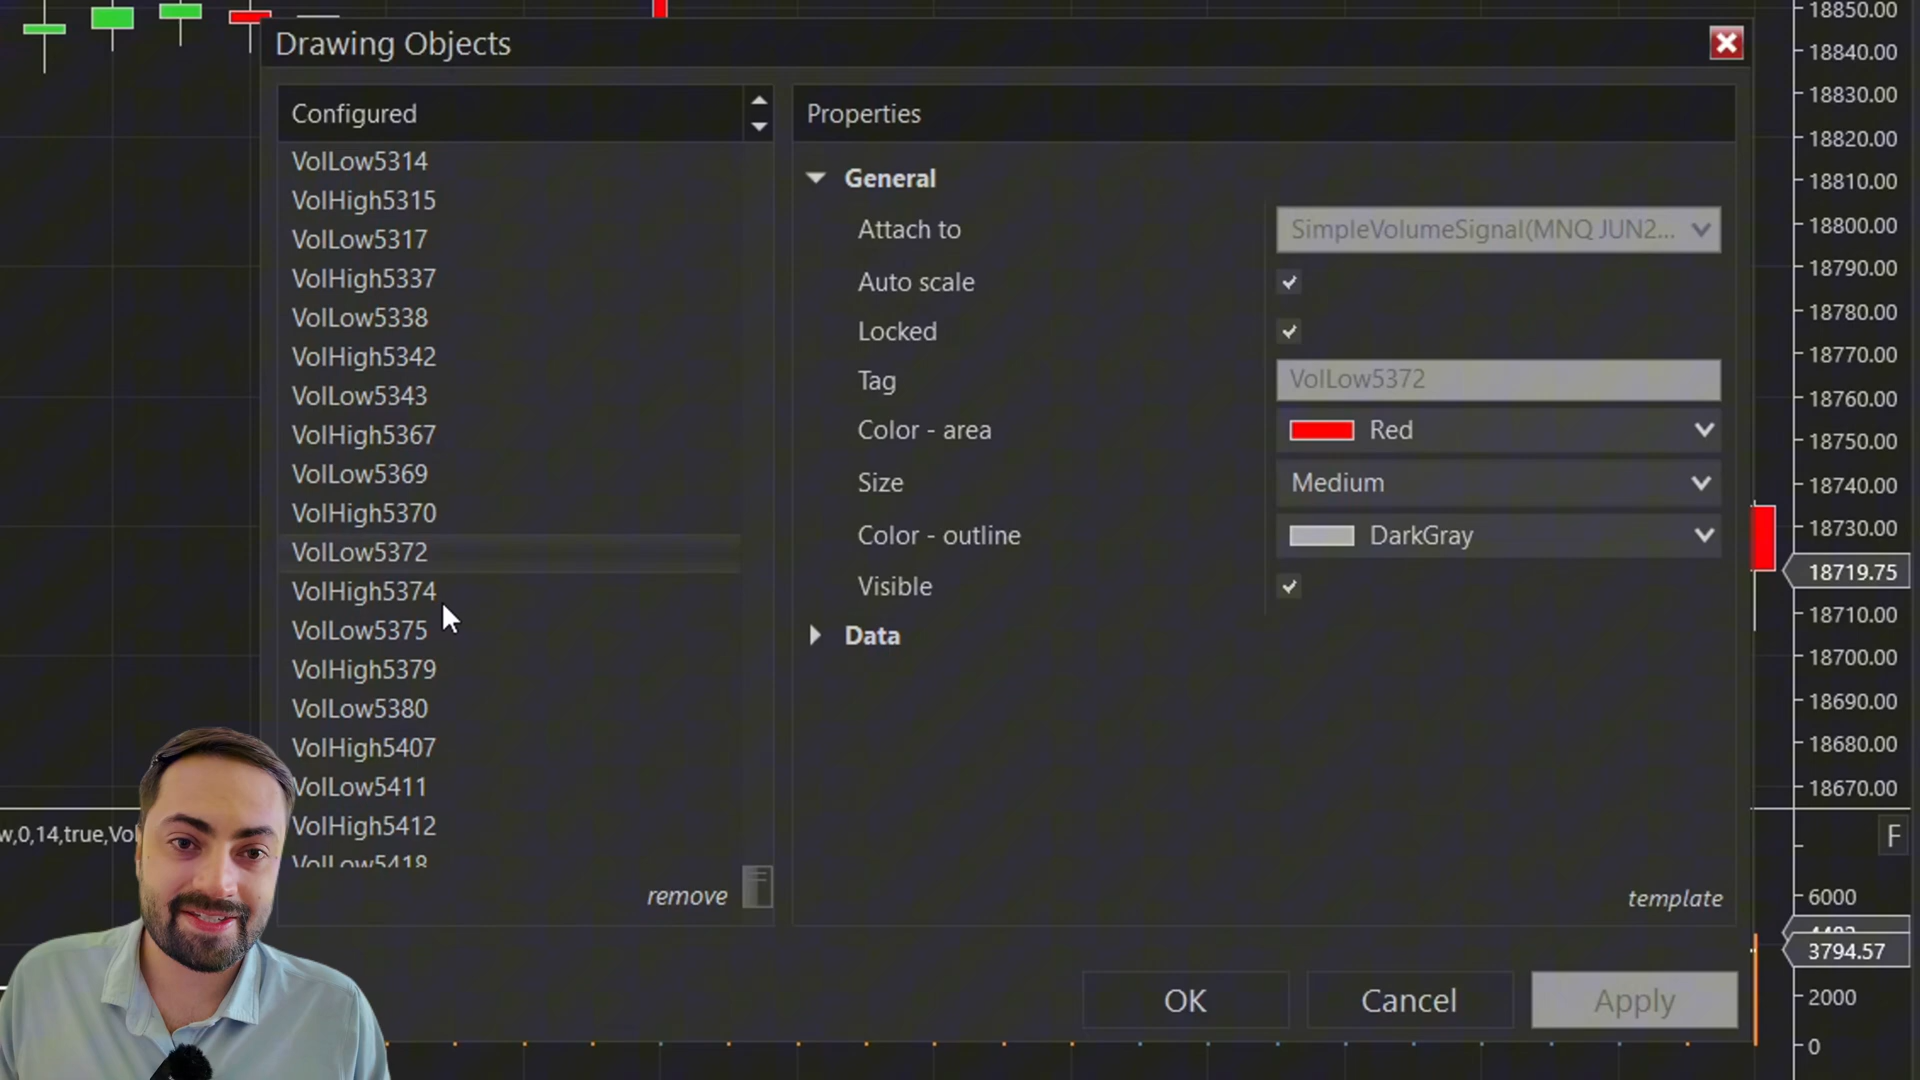 Drawing Objects
Configured
VolLow5314
VolHigh5315
VolLow5317
VolHigh5337
VolLow5338
VolHigh5342
VolLow5343
VolHigh5367
VolLow5369
VolHigh5370
VolLow5372
VolHigh5374
VolLow5375
VolHigh5379
VolLow5380
VolHigh5407
VolLow5411
VolHigh5412
VolLow5418
remove
Properties
General
Attach to
SimpleVolumeSignal(MNQ JUN2...
Auto scale
Locked
Tag
VolLow5372
Color - area
Red
Size
Medium
Color - outline
DarkGray
Visible
Data
template
OK
Cancel
Apply
w,0,14,true,Vol
18850.00
18840.00
18830.00
18820.00
18810.00
18800.00
18790.00
18780.00
18770.00
18760.00
18750.00
18740.00
18730.00
18719.75
18710.00
18700.00
18690.00
18680.00
18670.00
F
6000
3794.57
2000
0